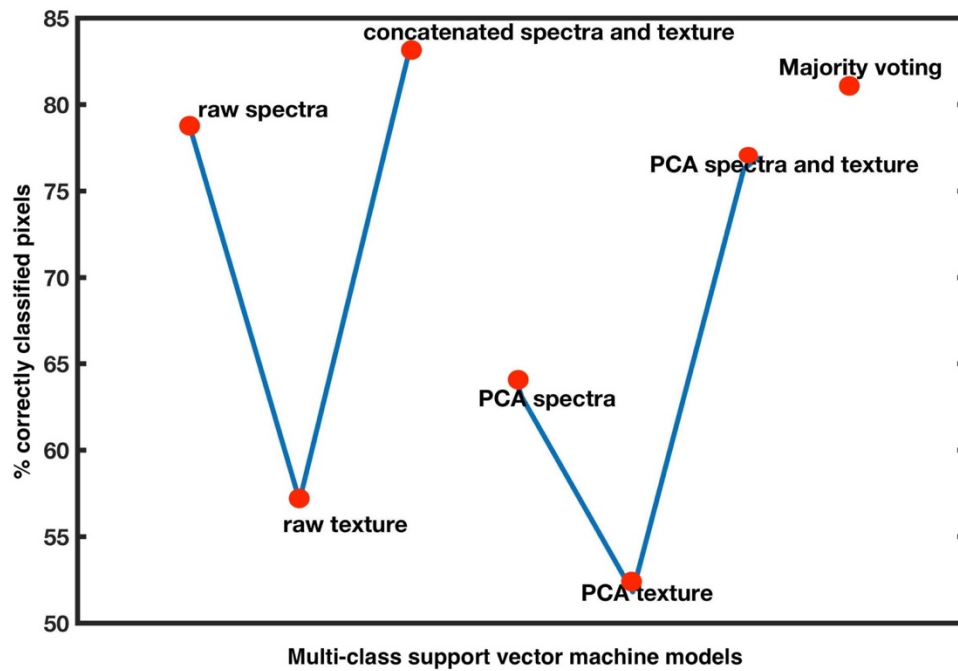 85
concatenated spectra and texture
Majority voting
80
raw spectra
PCA spectra and texture
75
70
65
PCA spectra
60
55
raw texture
PCA texture
50
% correctly classified pixels
Multi-class support vector machine models